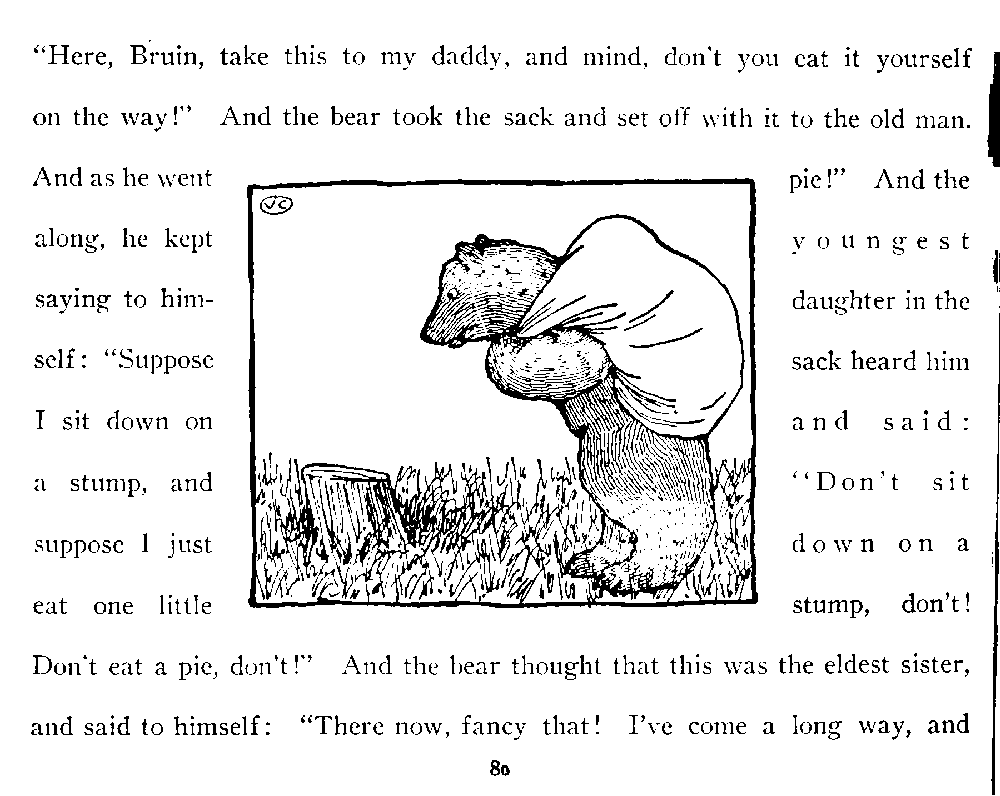 “Here, Bruin, take this to my daddy, and mind, don't you eat it yourself
on the way!” And the bear took the sack and set off with it to the old man.
And as he went
along, he kept
saying to him-
self: “Suppose
I sit down on
a stump, and
suppose I just
eat one little
VC
pie!” And the
youngest
daughter in the
sack heard him
and said:
“Don't sit
down on a
stump, don't!
Don't eat a pie, don't!” And the bear thought that this was the eldest sister,
and said to himself: “There now, fancy that! I've come a long way, and
80